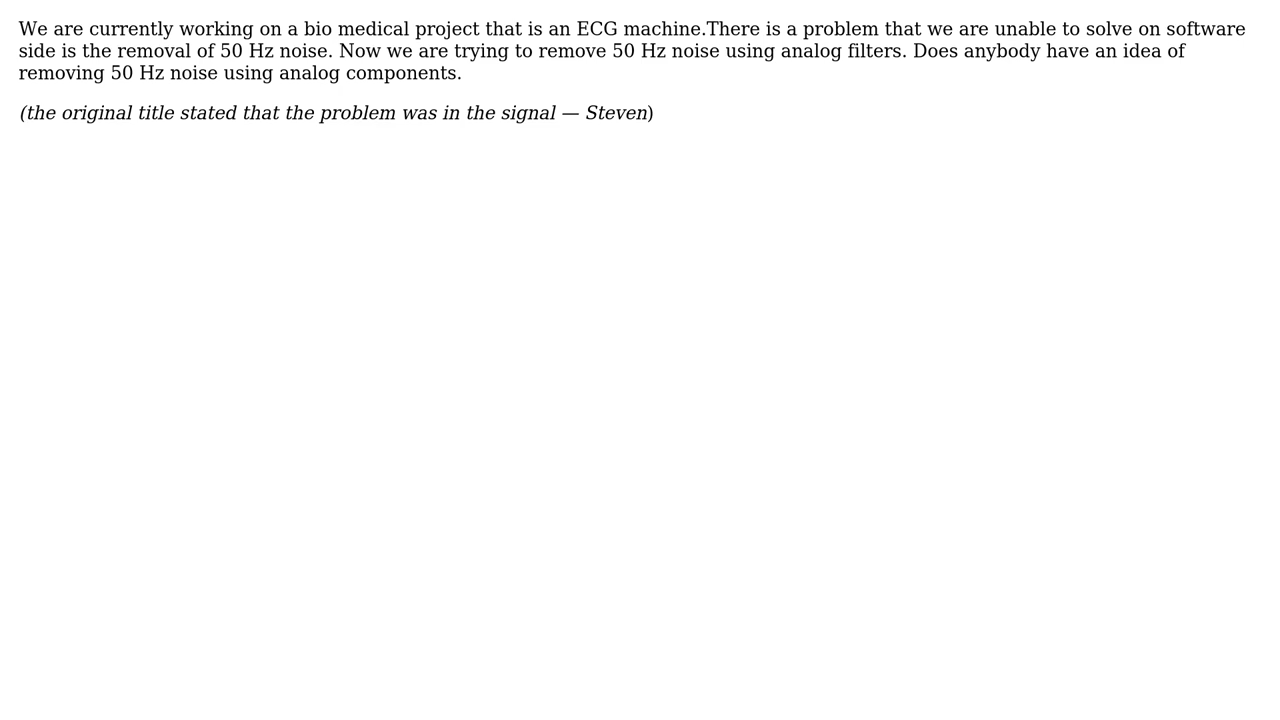 We are currently working on a bio medical project that is an ECG machine.There is a problem that we are unable to solve on software
side is the removal of 50 Hz noise. Now we are trying to remove 50 Hz noise using analog filters. Does anybody have an idea of
removing 50 Hz noise using analog components.
(the original title stated that the problem was in the signal — Steven)